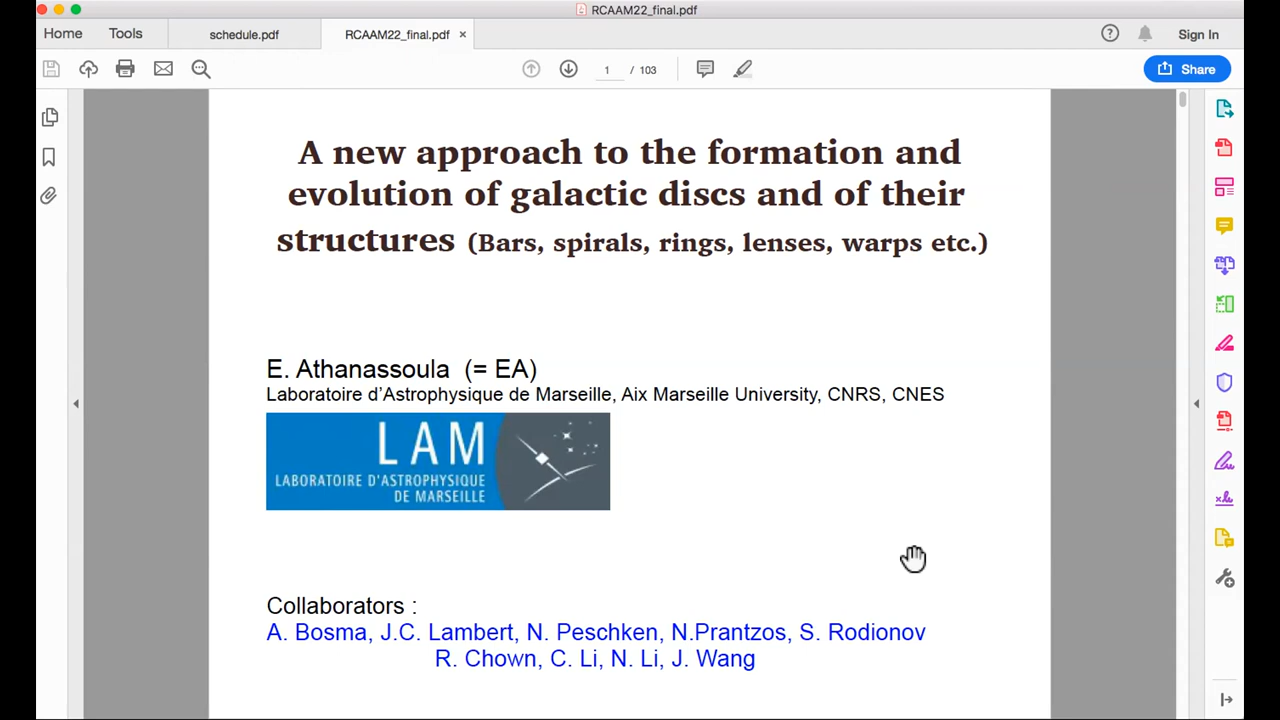 RCAAM22_final.pdf
Home Tools schedule.pdf RCAAM22_final.pdf × Sign In
1 / 103 Share
A new approach to the formation and
evolution of galactic discs and of their
structures (Bars, spirals, rings, lenses, warps etc.)
E. Athanassoula (= EA)
Laboratoire d'Astrophysique de Marseille, Aix Marseille University, CNRS, CNES
LAM
LABORATOIRE D'ASTROPHYSIQUE
DE MARSEILLE
Collaborators :
A. Bosma, J.C. Lambert, N. Peschken, N.Prantzos, S. Rodionov
R. Chown, C. Li, N. Li, J. Wang